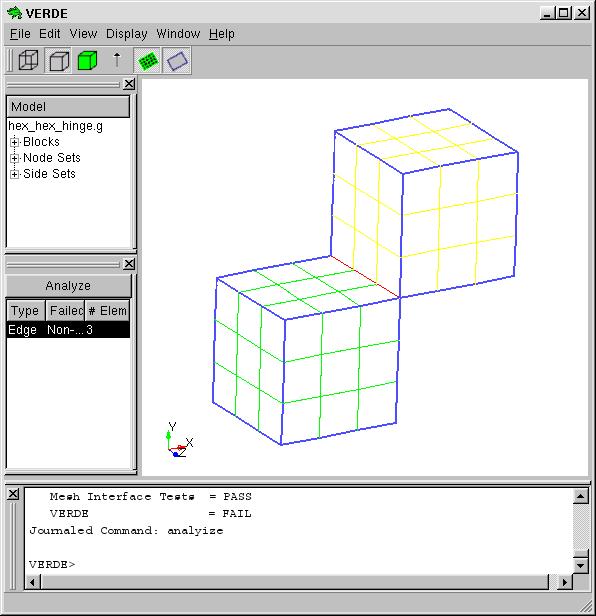 VERDE
File Edit View Display Window Help
Model
hex_hex_hinge.g
Blocks
Node Sets
Side Sets
Analyze
Type Failed # Elem
Edge Non-... 3
Y
X
Z
Mesh Interface Tests = PASS
VERDE = FAIL
Journaled Command: analyize
VERDE>